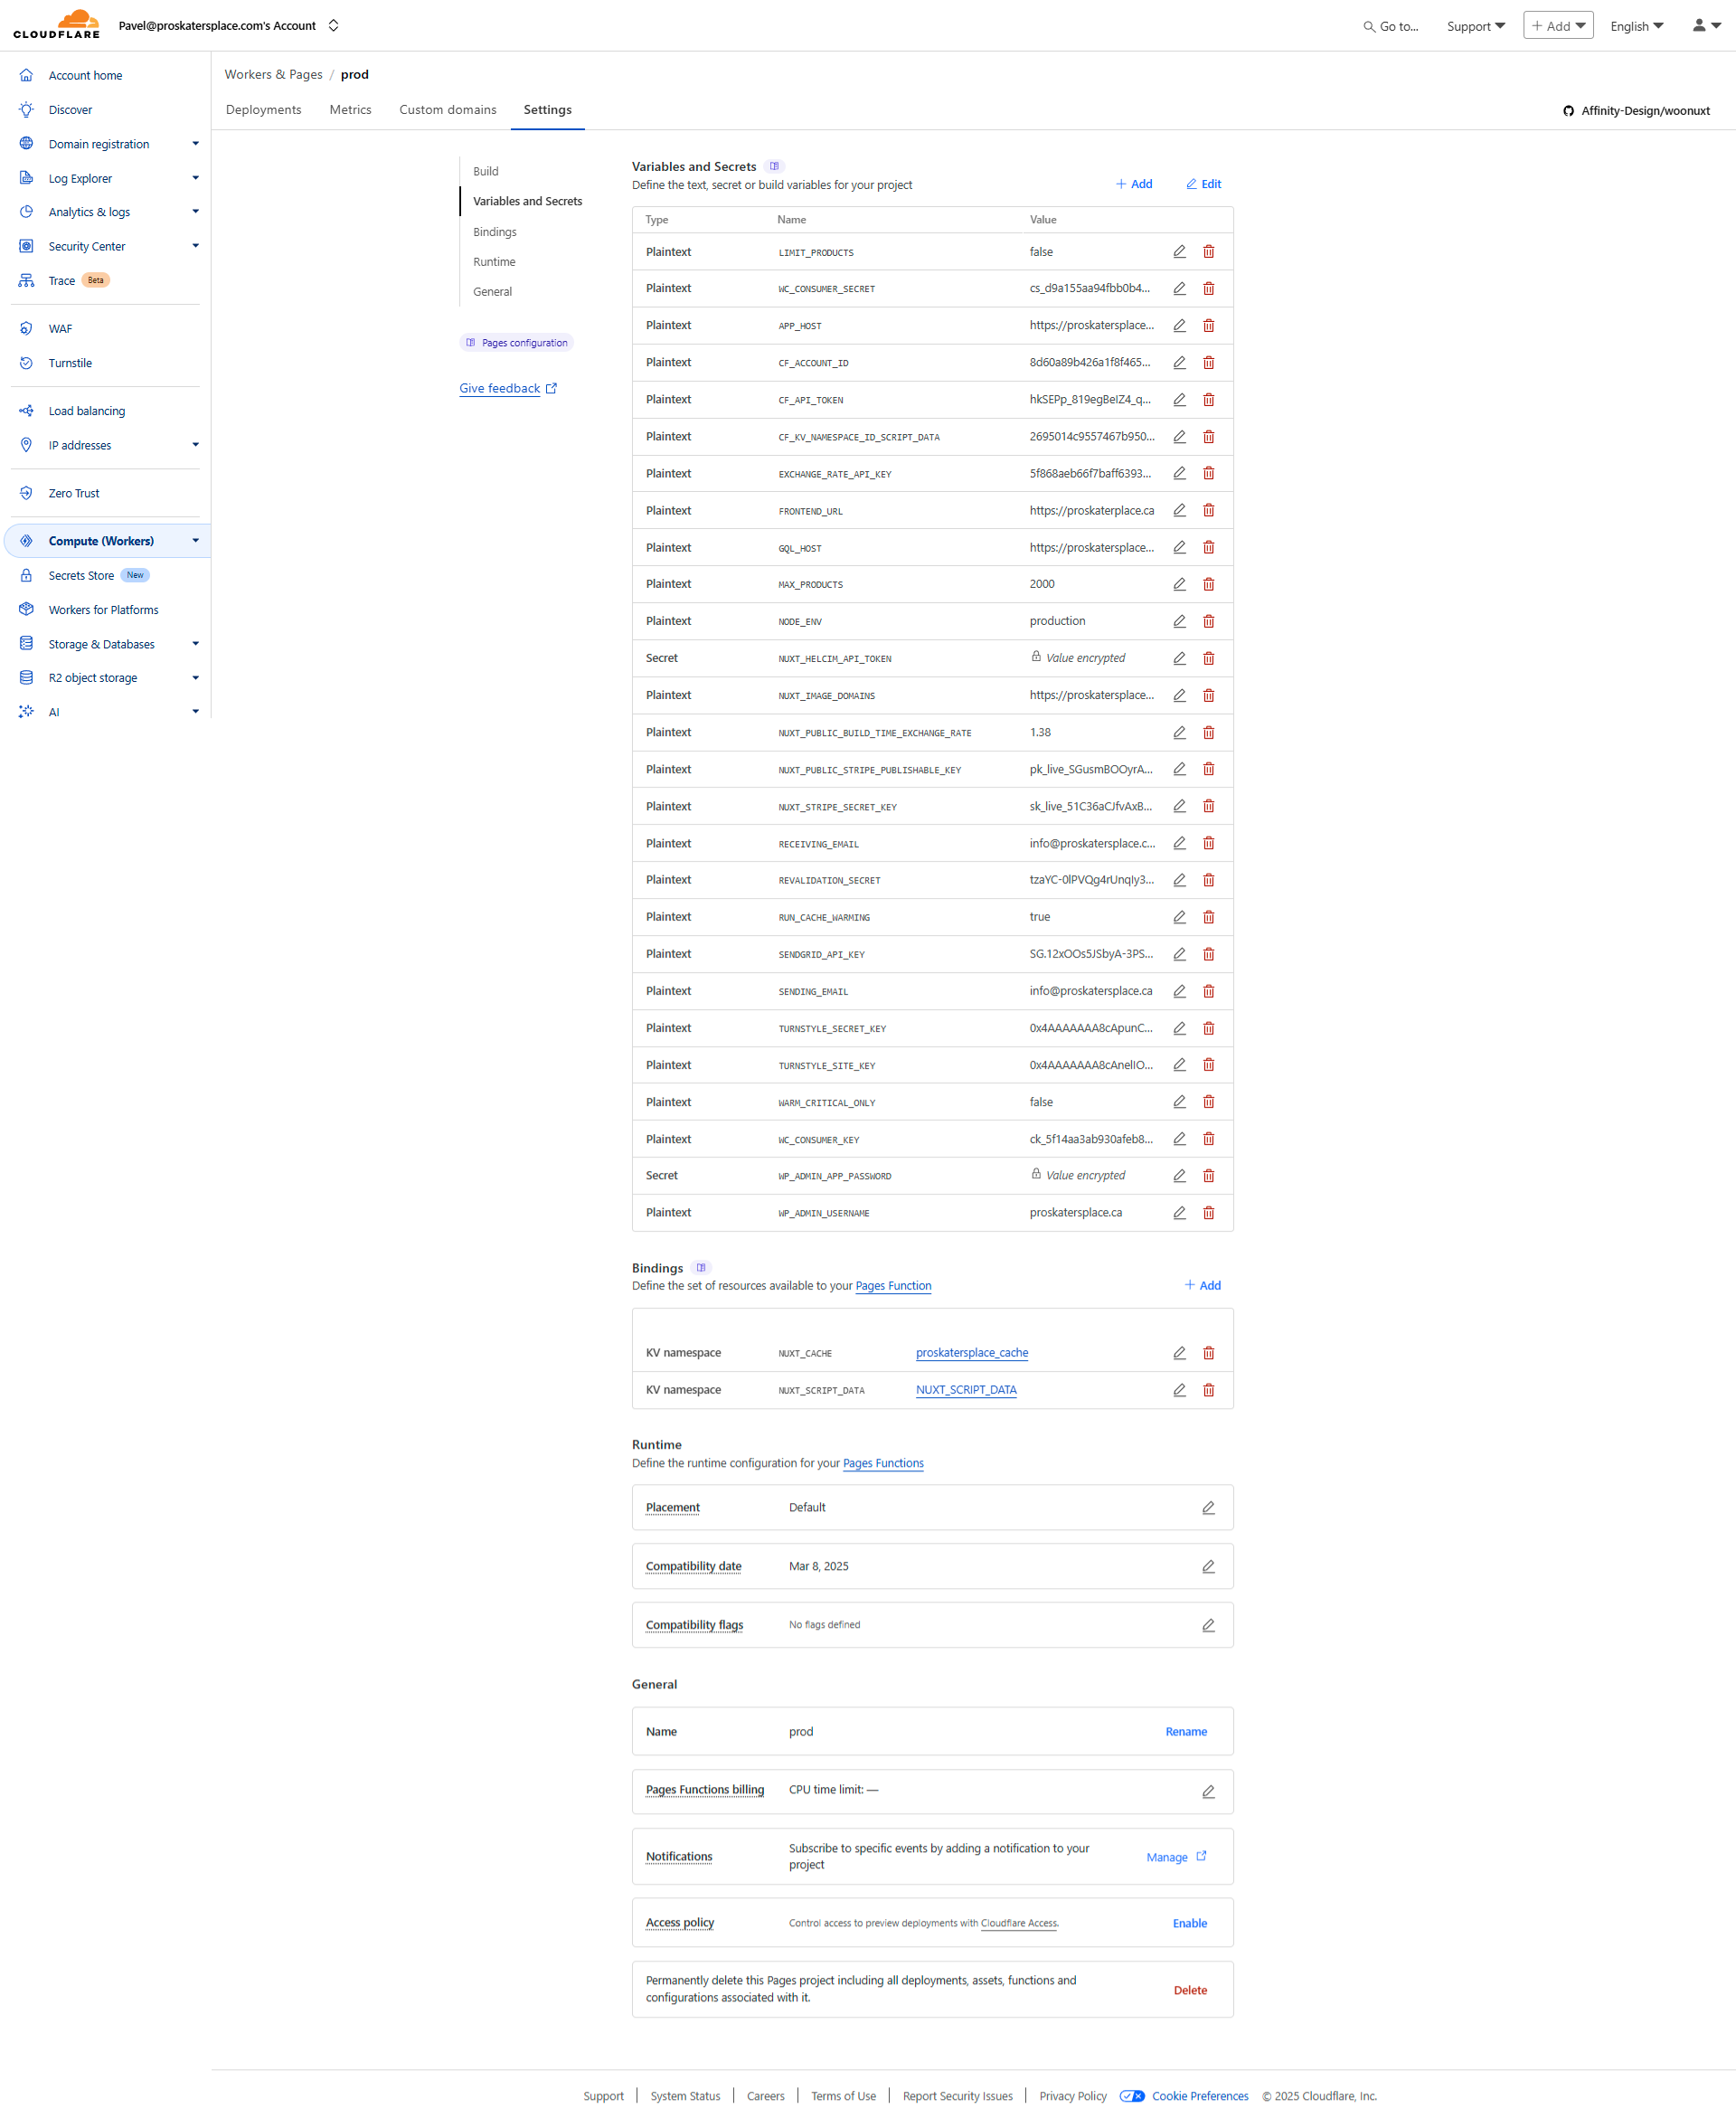 CLOUDFLARE
Pavel@proskatersplace.com's Account
Go to...
Support
+ Add
English
Account home
Discover
Domain registration
Log Explorer
Analytics & logs
Security Center
Trace Beta
WAF
Turnstile
Load balancing
IP addresses
Zero Trust
Compute (Workers)
Secrets Store New
Workers for Platforms
Storage & Databases
R2 object storage
AI
Workers & Pages / prod
Deployments
Metrics
Custom domains
Settings
Affinity-Design/woonuxt
Build
Variables and Secrets
Bindings
Runtime
General
Pages configuration
Give feedback
Variables and Secrets
Define the text, secret or build variables for your project
+ Add
Edit
Type Name Value
Plaintext LIMIT_PRODUCTS false
Plaintext WC_CONSUMER_SECRET cs_d9a155aa94fbb0b4...
Plaintext APP_HOST https://proskatersplace...
Plaintext CF_ACCOUNT_ID 8d60a89b426a1f8f465...
Plaintext CF_API_TOKEN hkSEPp_819egBeIZ4_q...
Plaintext CF_KV_NAMESPACE_ID_SCRIPT_DATA 2695014c9557467b950...
Plaintext EXCHANGE_RATE_API_KEY 5f868aeb66f7baff6393...
Plaintext FRONTEND_URL https://proskaterplace.ca
Plaintext GQL_HOST https://proskatersplace...
Plaintext MAX_PRODUCTS 2000
Plaintext NODE_ENV production
Secret NUXT_HELCIM_API_TOKEN Value encrypted
Plaintext NUXT_IMAGE_DOMAINS https://proskatersplace...
Plaintext NUXT_PUBLIC_BUILD_TIME_EXCHANGE_RATE 1.38
Plaintext NUXT_PUBLIC_STRIPE_PUBLISHABLE_KEY pk_live_SGusmBOOyrA...
Plaintext NUXT_STRIPE_SECRET_KEY sk_live_51C36aCJfvAxB...
Plaintext RECEIVING_EMAIL info@proskatersplace.c...
Plaintext REVALIDATION_SECRET tzaYC-0lPVQg4rUnqIy3...
Plaintext RUN_CACHE_WARMING true
Plaintext SENDGRID_API_KEY SG.12xOOs5JSbyA-3PS...
Plaintext SENDING_EMAIL info@proskatersplace.ca
Plaintext TURNSTYLE_SECRET_KEY 0x4AAAAAAA8cApunC...
Plaintext TURNSTYLE_SITE_KEY 0x4AAAAAAA8cAnelIO...
Plaintext WARM_CRITICAL_ONLY false
Plaintext WC_CONSUMER_KEY ck_5f14aa3ab930afeb8...
Secret WP_ADMIN_APP_PASSWORD Value encrypted
Plaintext WP_ADMIN_USERNAME proskatersplace.ca
Bindings
Define the set of resources available to your Pages Function
+ Add
KV namespace NUXT_CACHE proskatersplace_cache
KV namespace NUXT_SCRIPT_DATA NUXT_SCRIPT_DATA
Runtime
Define the runtime configuration for your Pages Functions
Placement Default
Compatibility date Mar 8, 2025
Compatibility flags No flags defined
General
Name prod Rename
Pages Functions billing CPU time limit: —
Notifications
Subscribe to specific events by adding a notification to your
project
Manage
Access policy Control access to preview deployments with Cloudflare Access. Enable
Permanently delete this Pages project including all deployments, assets, functions and
configurations associated with it.
Delete
Support System Status Careers Terms of Use Report Security Issues Privacy Policy Cookie Preferences © 2025 Cloudflare, Inc.